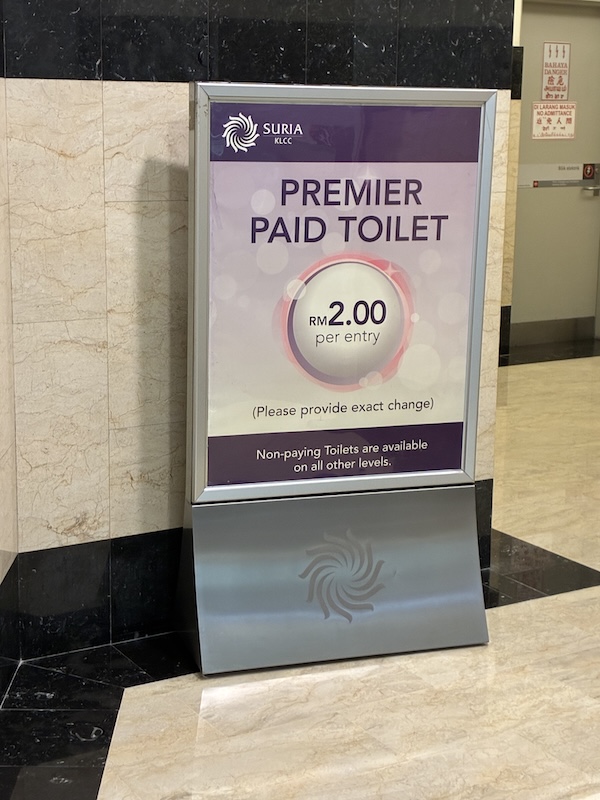 SURIA
KLCC
PREMIER
PAID TOILET
RM2.00
per entry
(Please provide exact change)
Non-paying Toilets are available
on all other levels.
BAHAYA
DANGER
DILARANG MASUK
NO ADMITTANCE